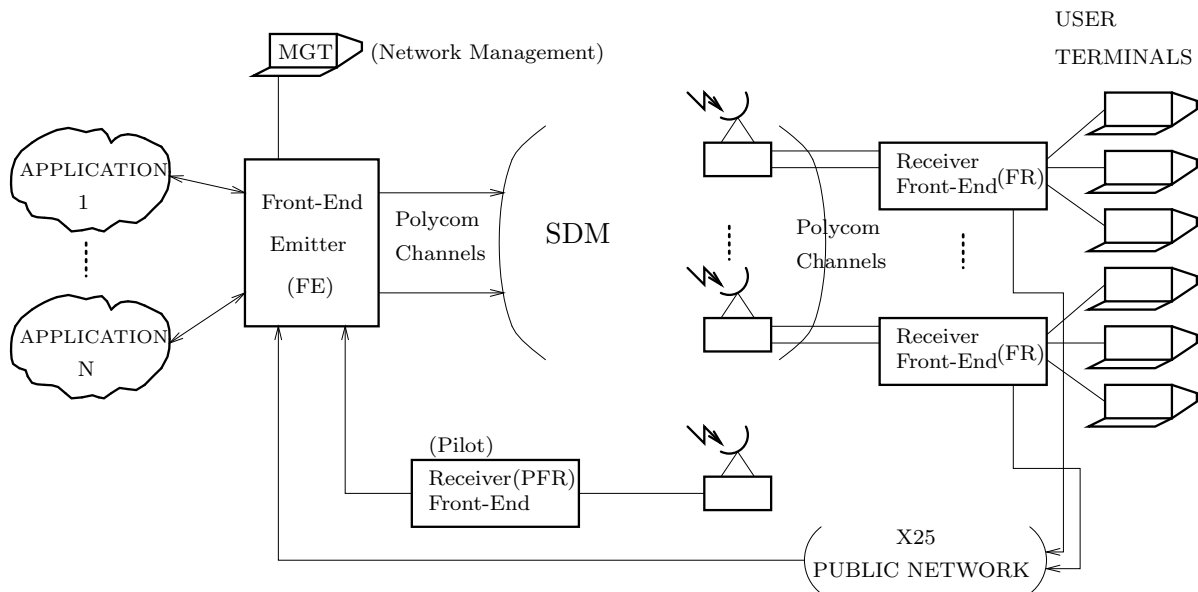 USER
TERMINALS
MGT
(Network Management)
APPLICATION
1
Front-End
Emitter
(FE)
Polycom
Channels
SDM
Polycom
Channels
Receiver
Front-End(FR)
APPLICATION
N
Receiver
Front-End(FR)
(Pilot)
Receiver(PFR)
Front-End
X25
PUBLIC NETWORK